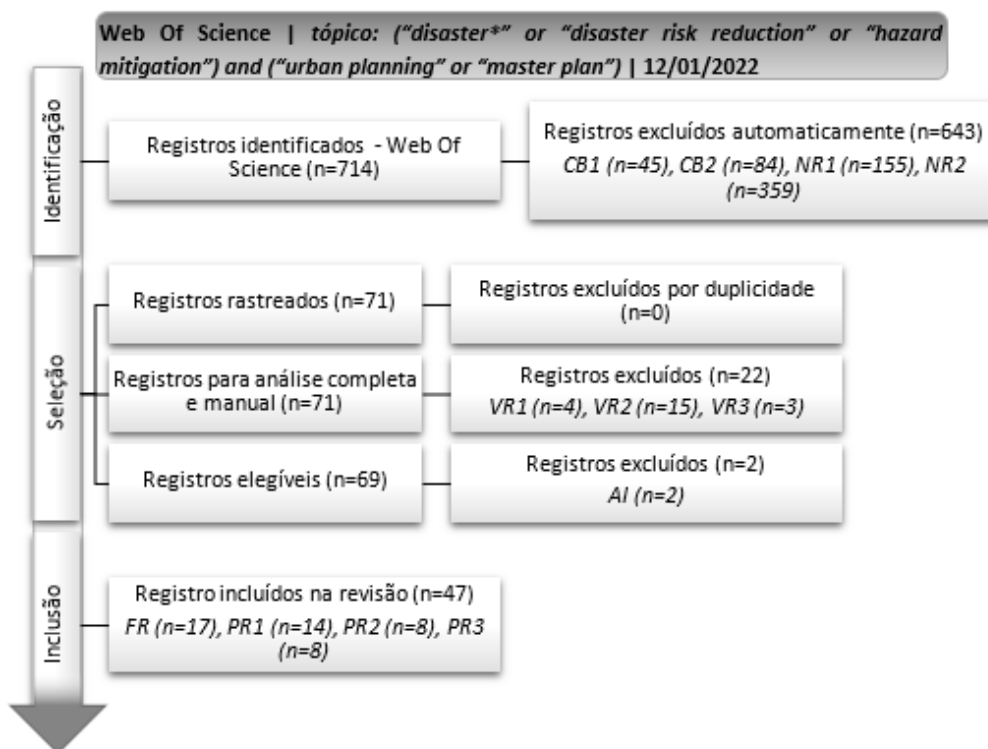 Web Of Science | tópico: (“disaster*” or “disaster risk reduction” or “hazard
mitigation”) and (“urban planning” or “master plan”) | 12/01/2022
Identificação
Registros identificados - Web Of
Science (n=714)
Registros excluídos automaticamente (n=643)
CB1 (n=45), CB2 (n=84), NR1 (n=155), NR2
(n=359)
Seleção
Registros rastreados (n=71)
Registros excluídos por duplicidade
(n=0)
Registros para análise completa
e manual (n=71)
Registros excluídos (n=22)
VR1 (n=4), VR2 (n=15), VR3 (n=3)
Registros elegíveis (n=69)
Registros excluídos (n=2)
AI (n=2)
Inclusão
Registro incluídos na revisão (n=47)
FR (n=17), PR1 (n=14), PR2 (n=8), PR3
(n=8)